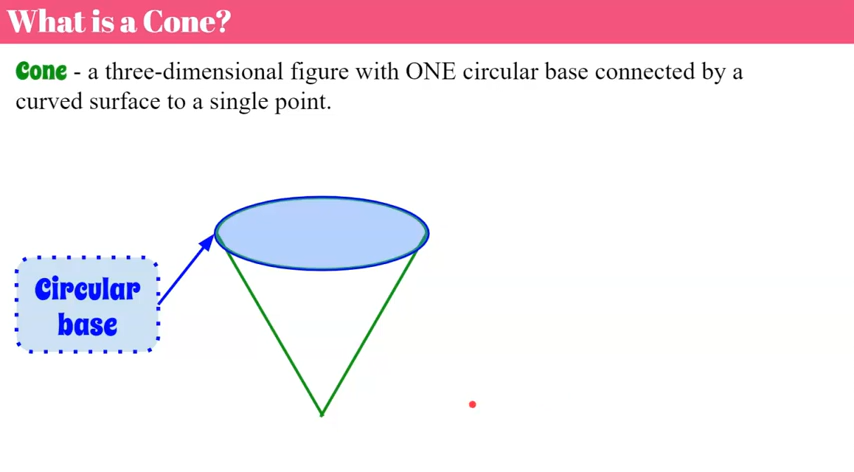 What is a Cone?
Cone - a three-dimensional figure with ONE circular base connected by a
curved surface to a single point.
Circular
base